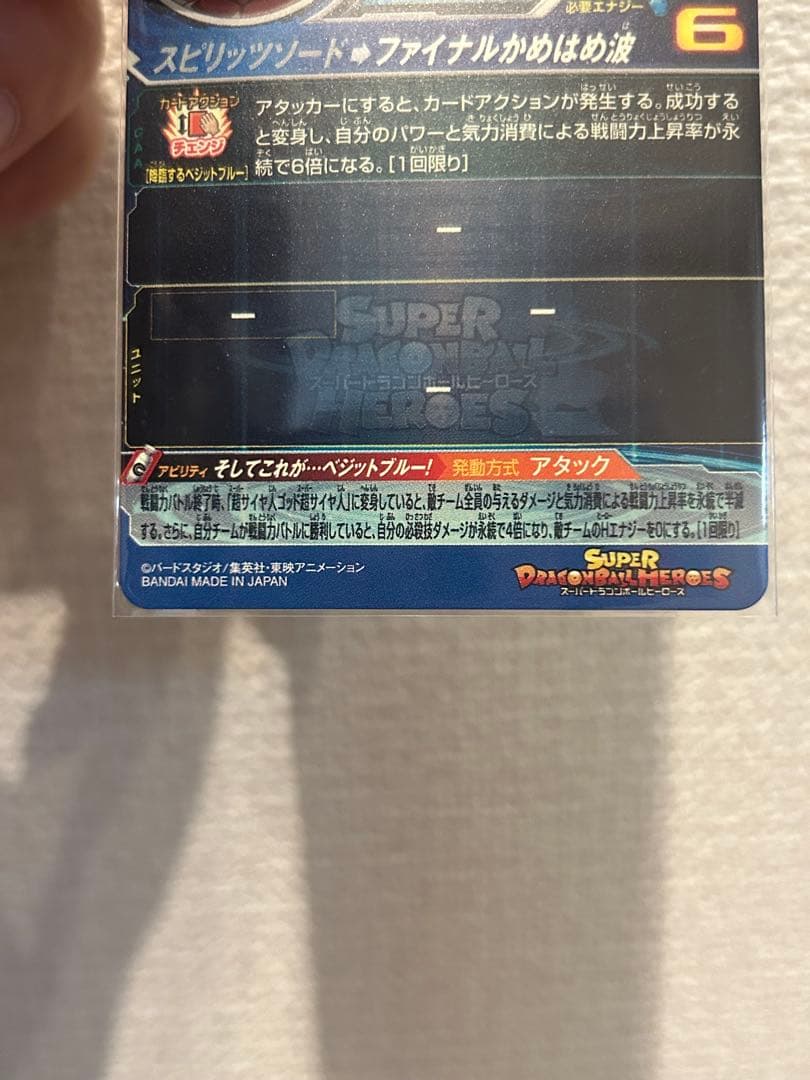 必要エナジー
6
スピリッツソード➡ファイナルかめはめ波
カードアクション
チェンジ
[降臨するベジットブルー]
CAA
アタッカーにすると、カードアクションが発生する。成功する
と変身し、自分のパワーと気力消費による戦闘力上昇率が永
続で6倍になる。[1回限り]
ー
ー
ー
ー
ユニット
SUPER
DRAGONBALL
スーパードラゴンボールヒーローズ
HEROES
アビリティ そしてこれが…ベジットブルー! 発動方式 アタック
戦闘力バトル終了時、「超サイヤ人ゴッド超サイヤ人」に変身していると、敵チーム全員の与えるダメージと気力消費による戦闘力上昇率を永続で半減
する。さらに、自分チームが戦闘力バトルに勝利していると、自分の必殺技ダメージが永続で4倍になり、敵チームのHエナジーを0にする。[1回限り]
©バードスタジオ/集英社・東映アニメーション
BANDAI MADE IN JAPAN
SUPER
DRAGONBALL HEROES
スーパードラゴンボールヒーローズ